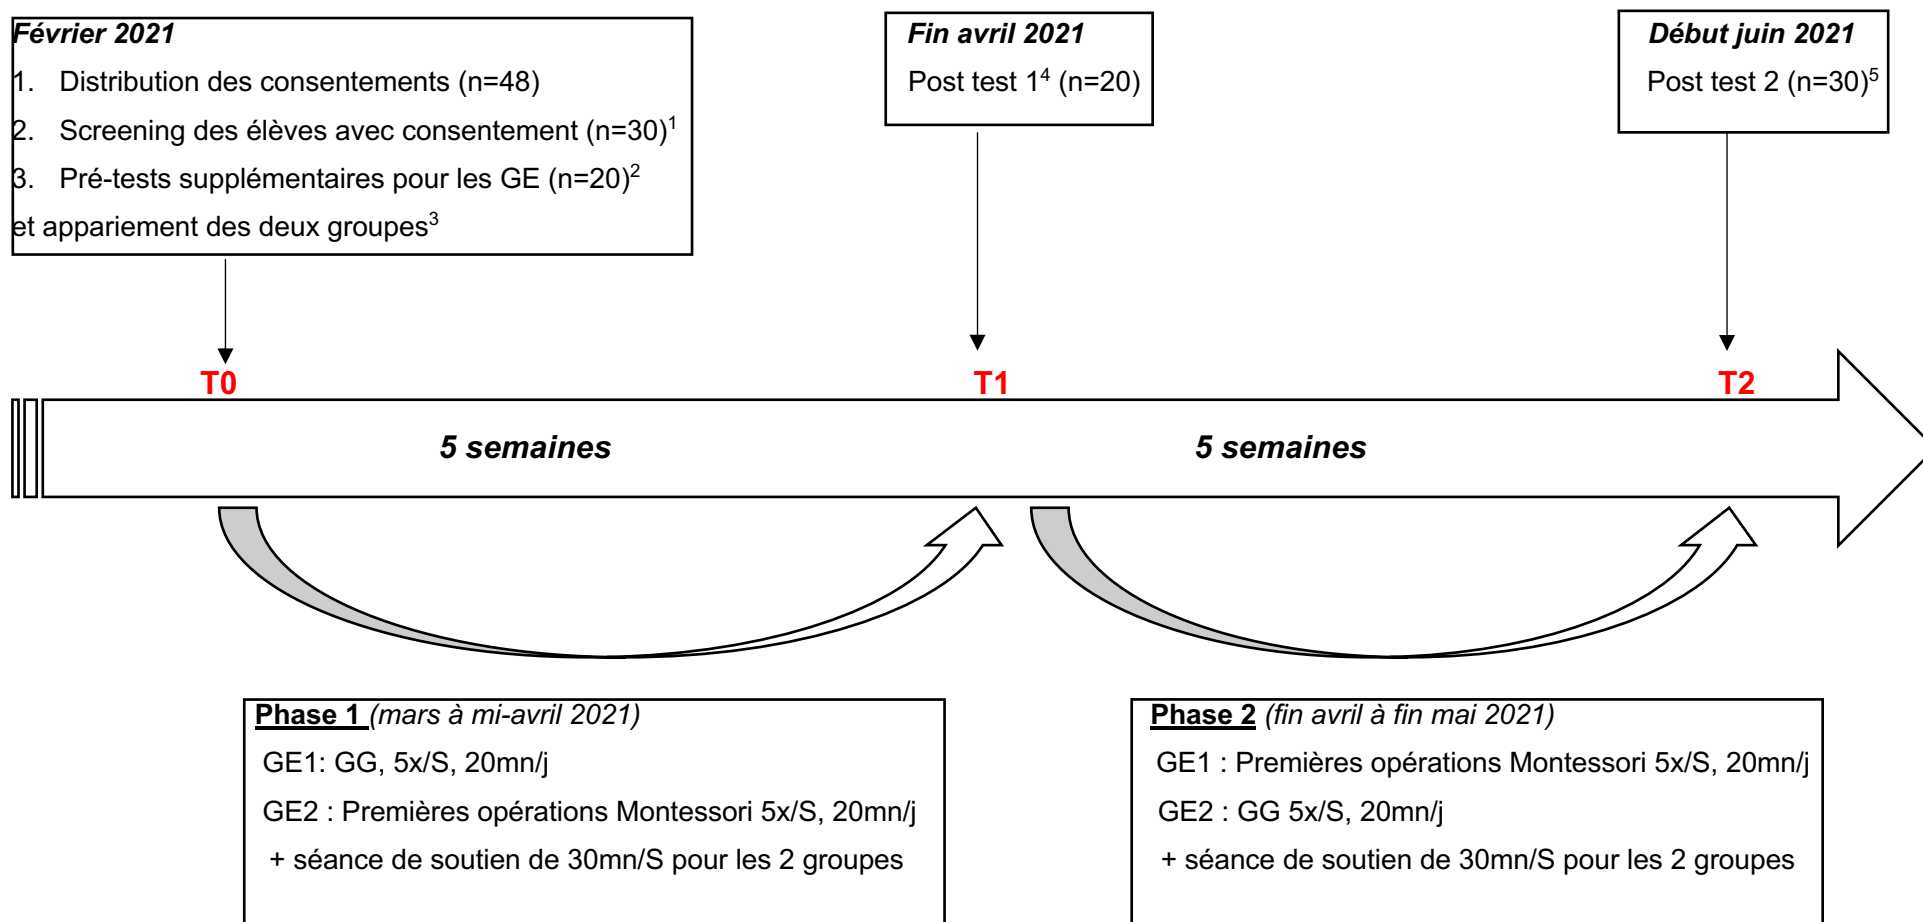 Février 2021
1. Distribution des consentements (n=48)
2. Screening des élèves avec consentement (n=30)1
3. Pré-tests supplémentaires pour les GE (n=20)2
et appariement des deux groupes3
Fin avril 2021
Post test 14 (n=20)
Début juin 2021
Post test 2 (n=30)5
T0
T1
T2
5 semaines
5 semaines
Phase 1 (mars à mi-avril 2021)
GE1: GG, 5x/S, 20mn/j
GE2 : Premières opérations Montessori 5x/S, 20mn/j
+ séance de soutien de 30mn/S pour les 2 groupes
Phase 2 (fin avril à fin mai 2021)
GE1 : Premières opérations Montessori 5x/S, 20mn/j
GE2 : GG 5x/S, 20mn/j
+ séance de soutien de 30mn/S pour les 2 groupes